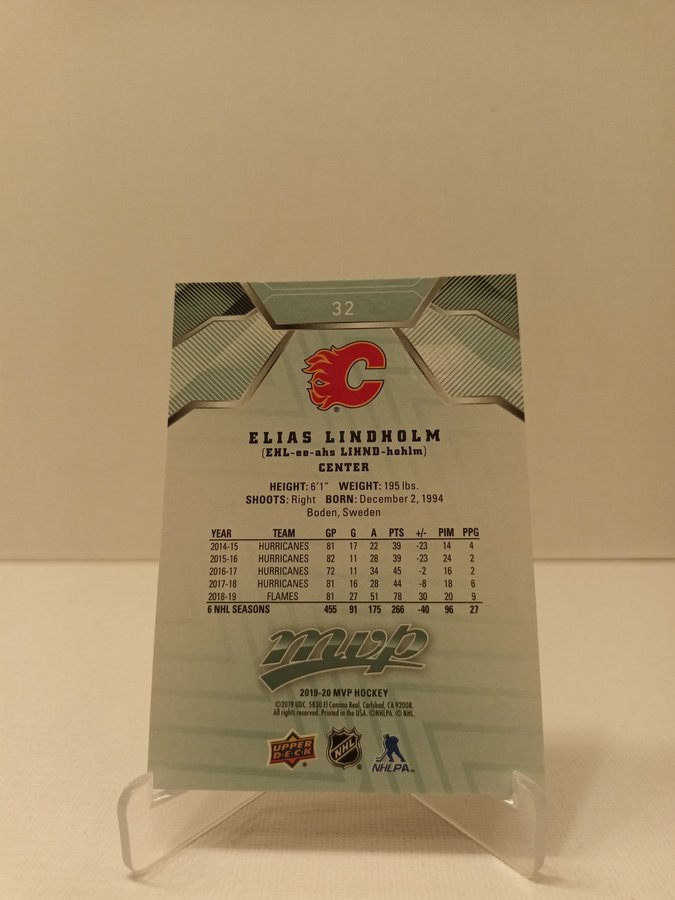 32
C
®
ELIAS LINDHOLM
(EHL-ee-ahs LIHND-hohlm)
CENTER
HEIGHT: 6'1" WEIGHT: 195 lbs.
SHOOTS: Right BORN: December 2, 1994
Boden, Sweden
YEAR TEAM GP G A PTS +/- PIM PPG
2014-15 HURRICANES 81 17 22 39 -23 14 4
2015-16 HURRICANES 82 11 28 39 -23 24 2
2016-17 HURRICANES 72 11 34 45 -2 16 2
2017-18 HURRICANES 81 16 28 44 -8 18 6
2018-19 FLAMES 81 27 51 78 30 20 9
6 NHL SEASONS 455 91 175 266 -40 96 27
mvp
2019-20 MVP HOCKEY
©2019 UDC. 5830 El Camino Real, Carlsbad, CA 92008.
All rights reserved. Printed in the USA. ©NHLPA. © NHL.
UPPER DECK NHL NHLPA